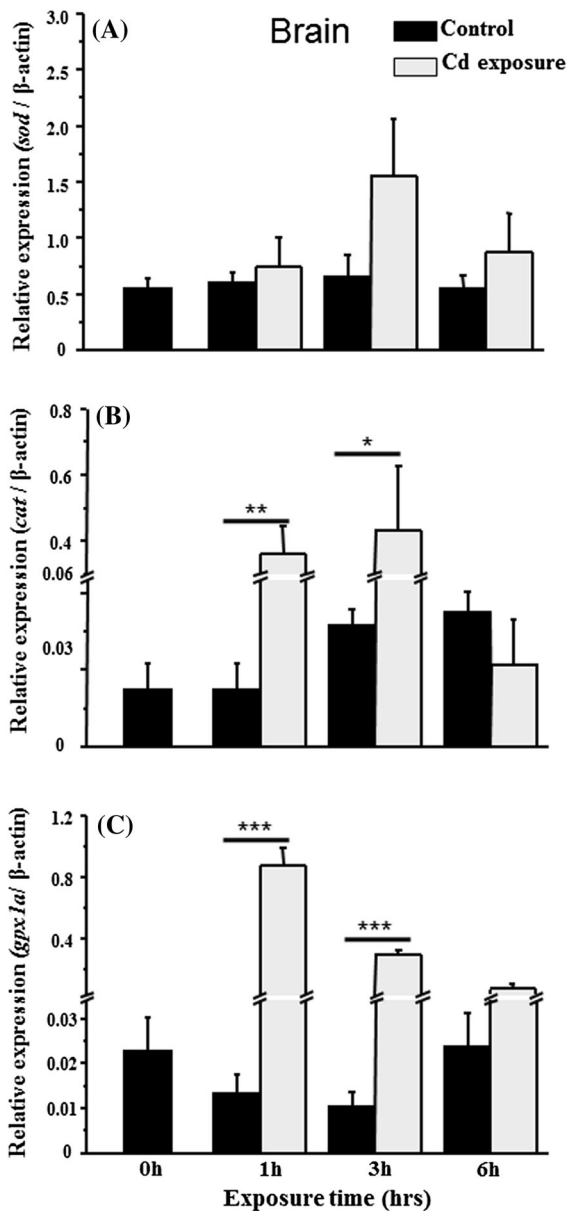 (A)
Brain
Control
Cd exposure
Relative expression (sod / β-actin)
3.0
2.5
2.0
1.5
1.0
0.5
0
(B)
Relative expression (cat / β-actin)
0.8
0.6
0.4
0.06
0.03
0
**
*
(C)
Relative expression (gpx1a/ β-actin)
1.2
0.8
0.4
0.03
0.02
0.01
0
***
***
0h 1h 3h 6h
Exposure time (hrs)